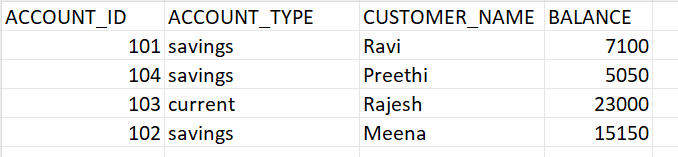 ACCOUNT_ID ACCOUNT_TYPE CUSTOMER_NAME BALANCE
101 savings Ravi 7100
104 savings Preethi 5050
103 current Rajesh 23000
102 savings Meena 15150